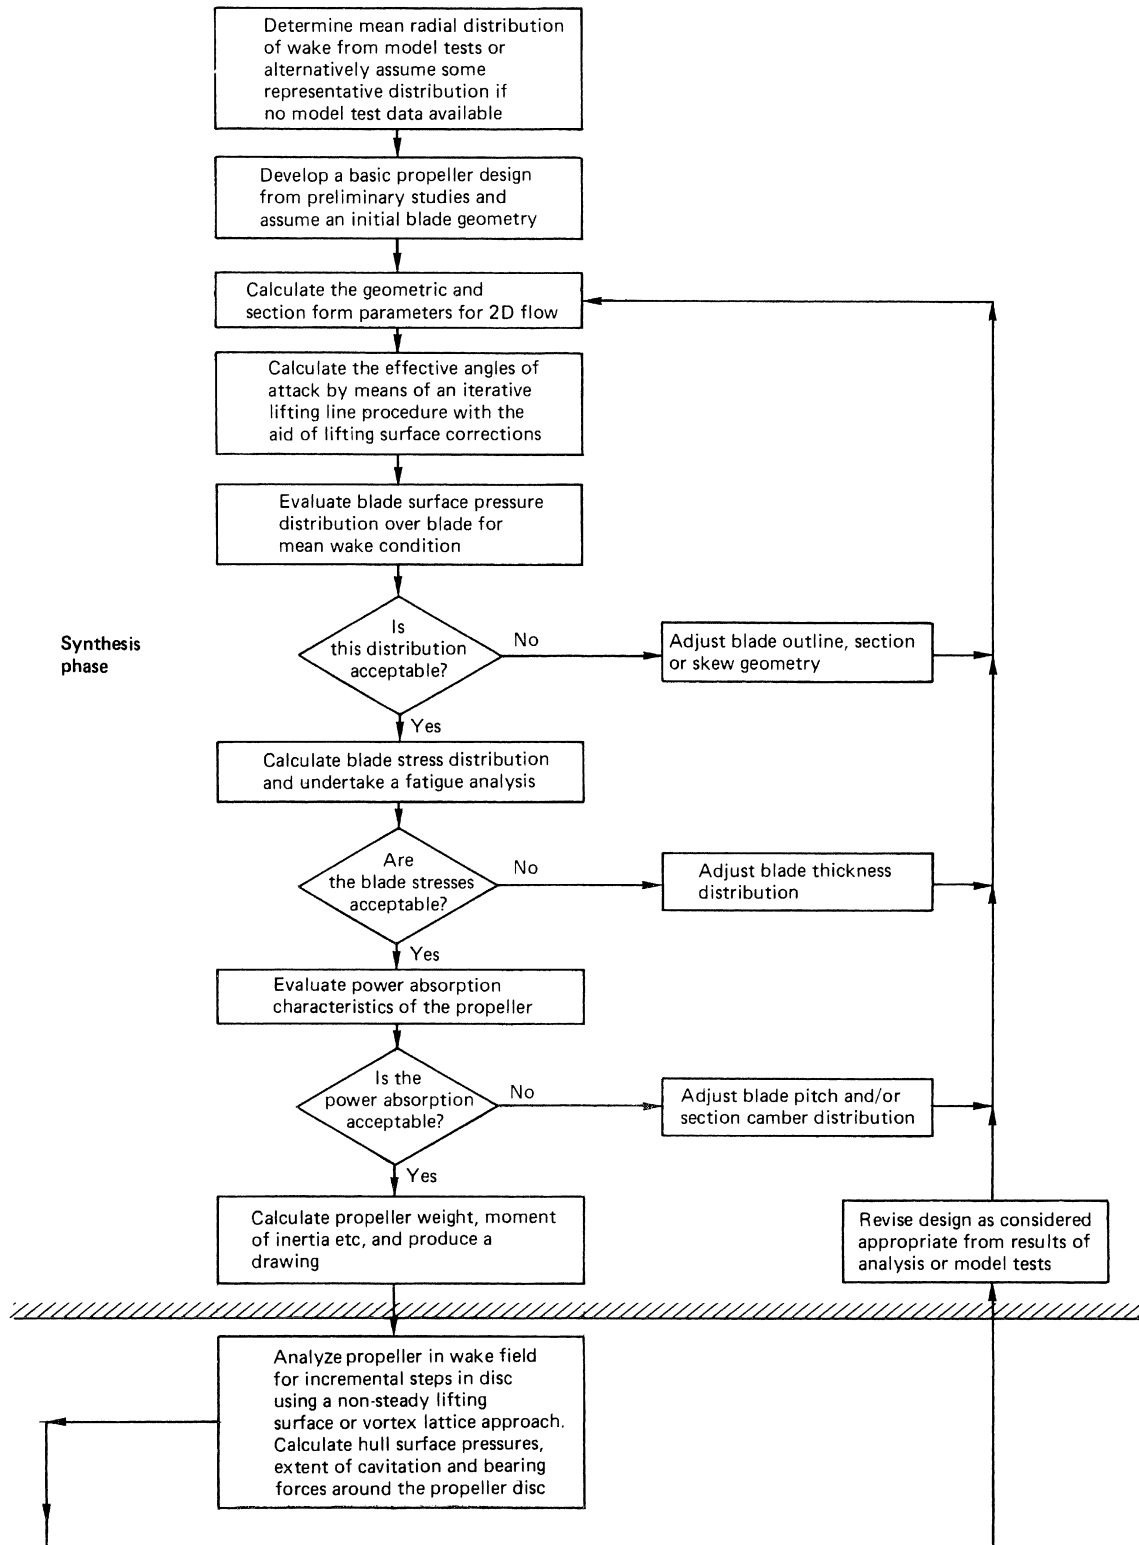 Determine mean radial distribution
of wake from model tests or
alternatively assume some
representative distribution if
no model test data available
Develop a basic propeller design
from preliminary studies and
assume an initial blade geometry
Calculate the geometric and
section form parameters for 2D flow
Calculate the effective angles of
attack by means of an iterative
lifting line procedure with the
aid of lifting surface corrections
Evaluate blade surface pressure
distribution over blade for
mean wake condition
Synthesis
phase
Is
this distribution
acceptable?
No
Adjust blade outline, section
or skew geometry
Yes
Calculate blade stress distribution
and undertake a fatigue analysis
Are
the blade stresses
acceptable?
No
Adjust blade thickness
distribution
Yes
Evaluate power absorption
characteristics of the propeller
Is the
power absorption
acceptable?
No
Adjust blade pitch and/or
section camber distribution
Yes
Calculate propeller weight, moment
of inertia etc, and produce a
drawing
Revise design as considered
appropriate from results of
analysis or model tests
Analyze propeller in wake field
for incremental steps in disc
using a non-steady lifting
surface or vortex lattice approach.
Calculate hull surface pressures,
extent of cavitation and bearing
forces around the propeller disc